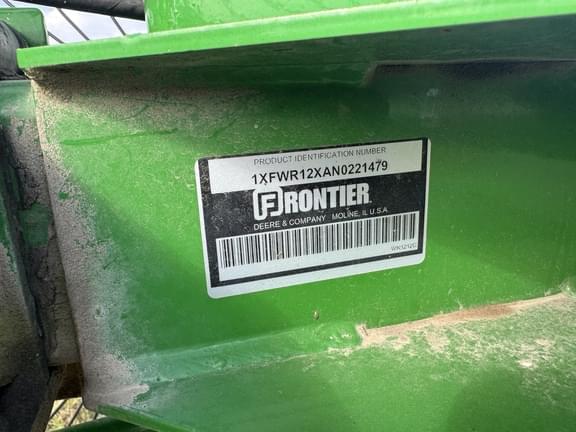 PRODUCT IDENTIFICATION NUMBER
1XFWR12XAN0221479
FRONTIER
DEERE & COMPANY MOLINE, IL U.S.A.